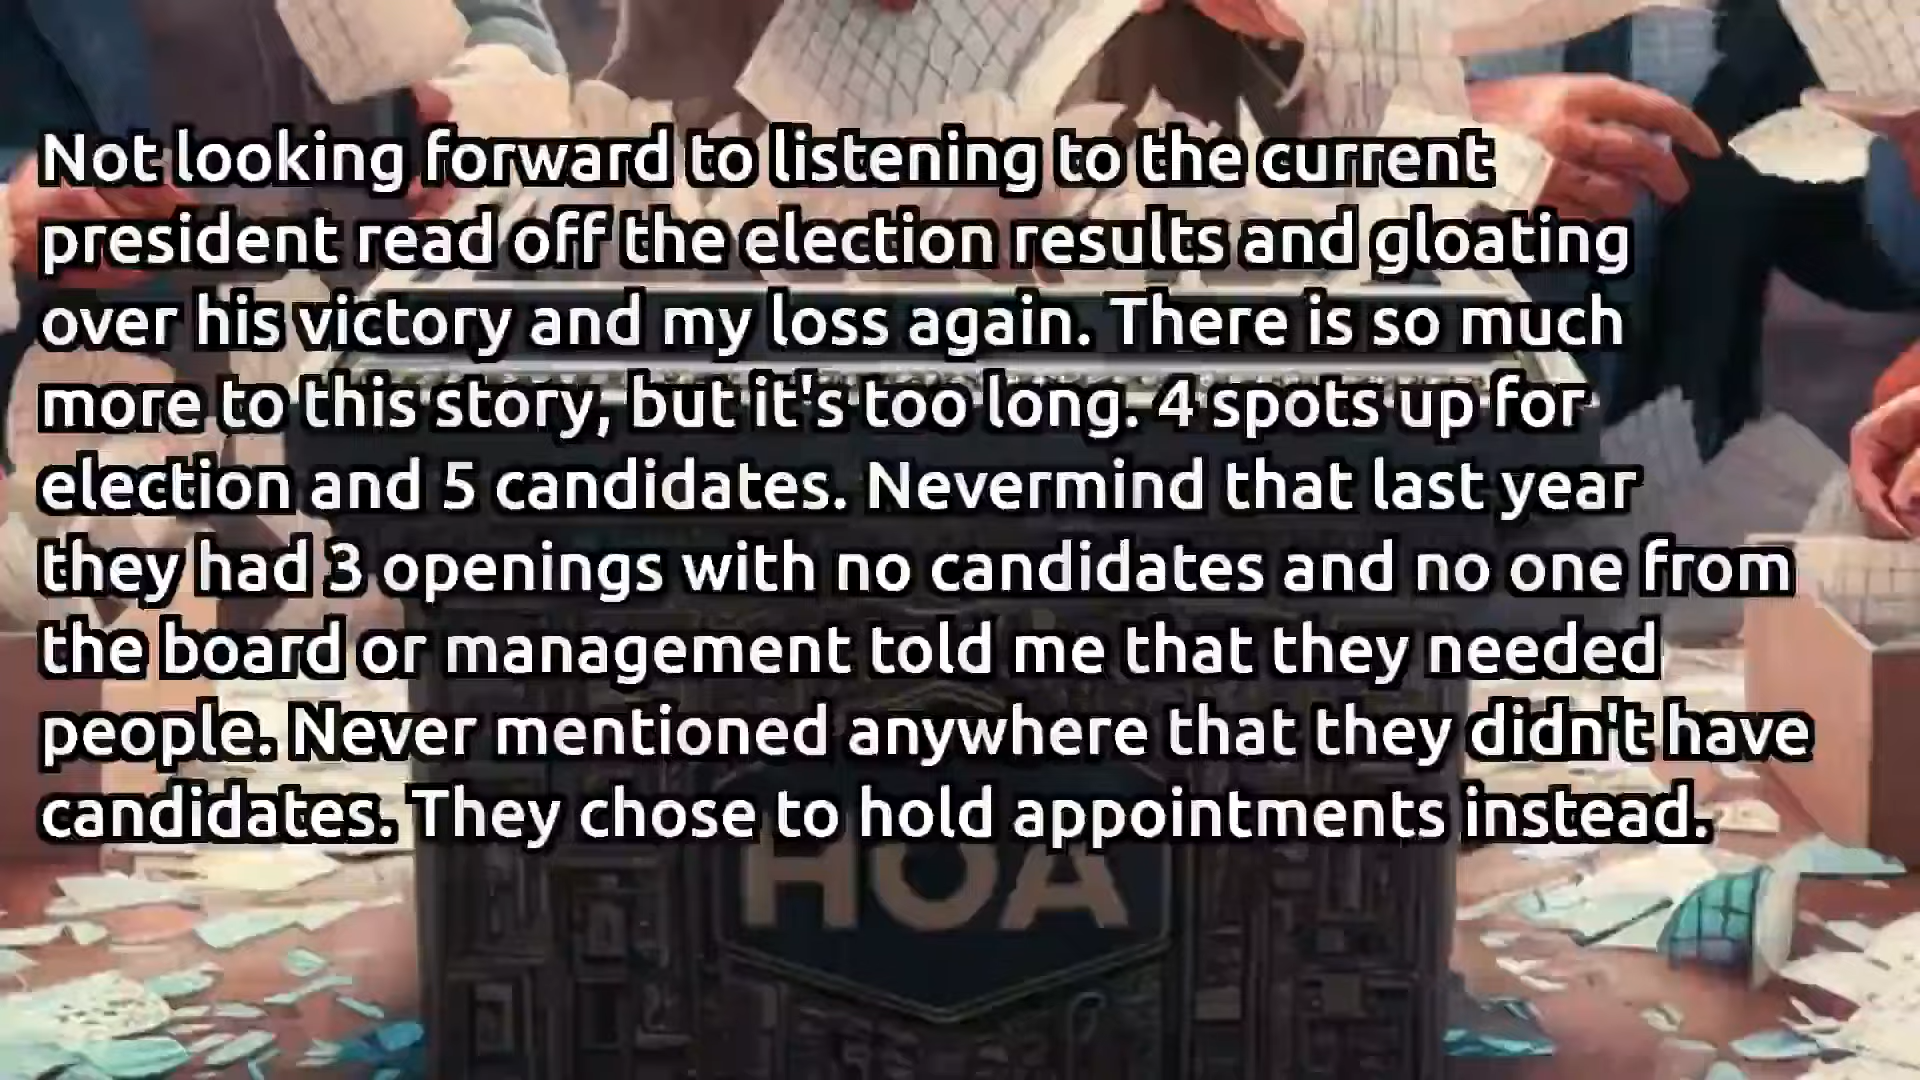 Not looking forward to listening to the current
president read off the election results and gloating
over his victory and my loss again. There is so much
more to this story, but it's too long. 4 spots up for
election and 5 candidates. Nevermind that last year
they had 3 openings with no candidates and no one from
the board or management told me that they needed
people. Never mentioned anywhere that they didn't have
candidates. They chose to hold appointments instead.
HOA